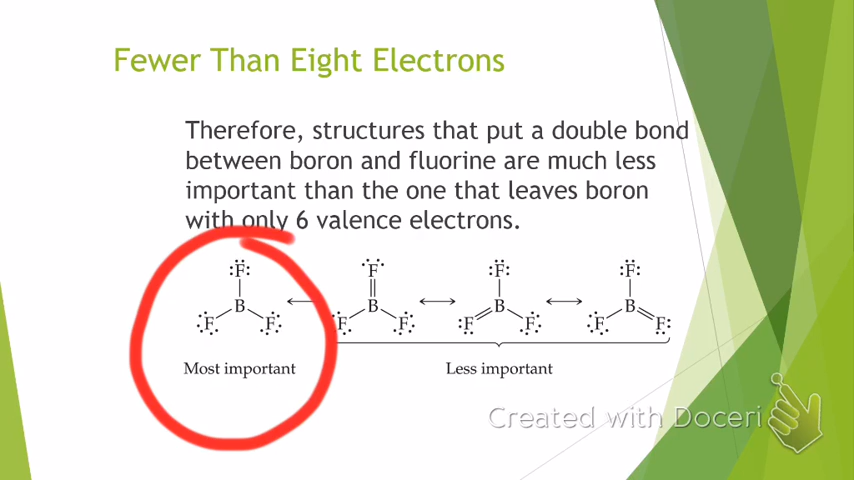 Fewer Than Eight Electrons
Therefore, structures that put a double bond
between boron and fluorine are much less
important than the one that leaves boron
with only 6 valence electrons.
F F F F
B B B B
F F F F F F F F
Most important Less important
Created with Doceri